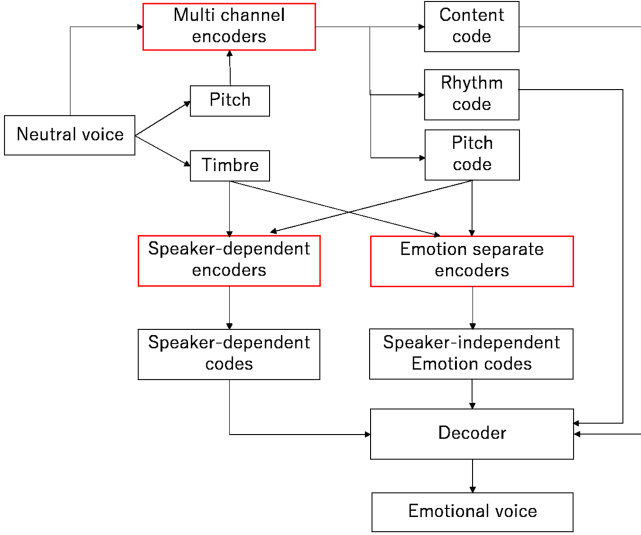 Multi channel
encoders
Content
code
Pitch
Rhythm
code
Neutral voice
Timbre
Pitch
code
Speaker-dependent
encoders
Emotion separate
encoders
Speaker-dependent
codes
Speaker-independent
Emotion codes
Decoder
Emotional voice